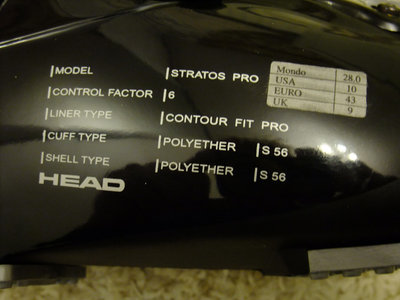 MODEL STRATOS PRO
CONTROL FACTOR 6
LINER TYPE CONTOUR FIT PRO
CUFF TYPE POLYETHER S 56
SHELL TYPE POLYETHER S 56
HEAD
Mondo 28.0
USA 10
EURO 43
UK 9